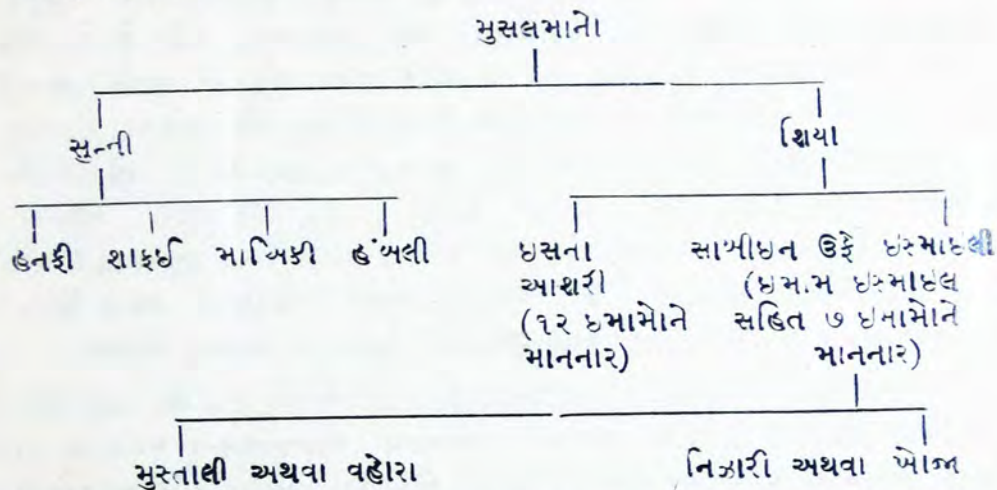 મુસલમાનો
સુન્ની શિયા
હનફી શાફઈ માલિકી હંબલી
ઇસના સાબીઇન ઉર્ફે ઇસ્માઇલી
આશરી (ઇમામ ઇસ્માઇલ
(૧૨ ઇમામોને સહિત ૭ ઇમામોને
માનનાર) માનનાર)
મુસ્તાલી અથવા વહોરા નિઝારી અથવા ખોજા